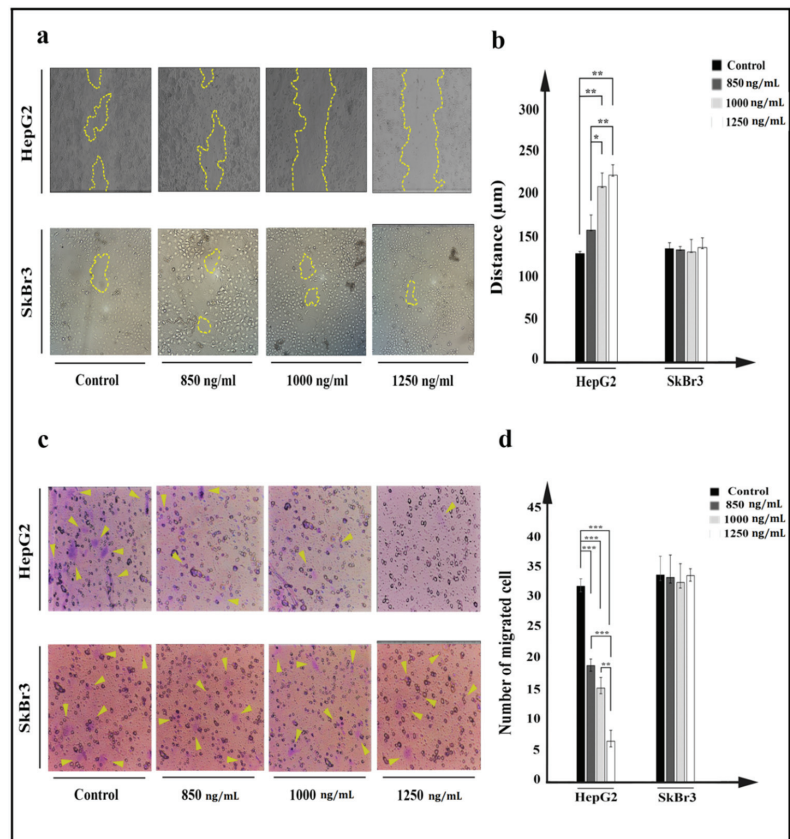 a
HepG2
SkBr3
Control 850 ng/ml 1000 ng/ml 1250 ng/ml
b
Control
850 ng/mL
1000 ng/mL
1250 ng/mL
Distance (µm)
300
250
200
150
100
50
0
**
**
**
*
HepG2 SkBr3
c
HepG2
SkBr3
Control 850 ng/mL 1000 ng/mL 1250 ng/mL
d
Control
850 ng/mL
1000 ng/mL
1250 ng/mL
Number of migrated cell
45
40
35
30
25
20
15
10
5
0
***
***
***
***
**
HepG2 SkBr3